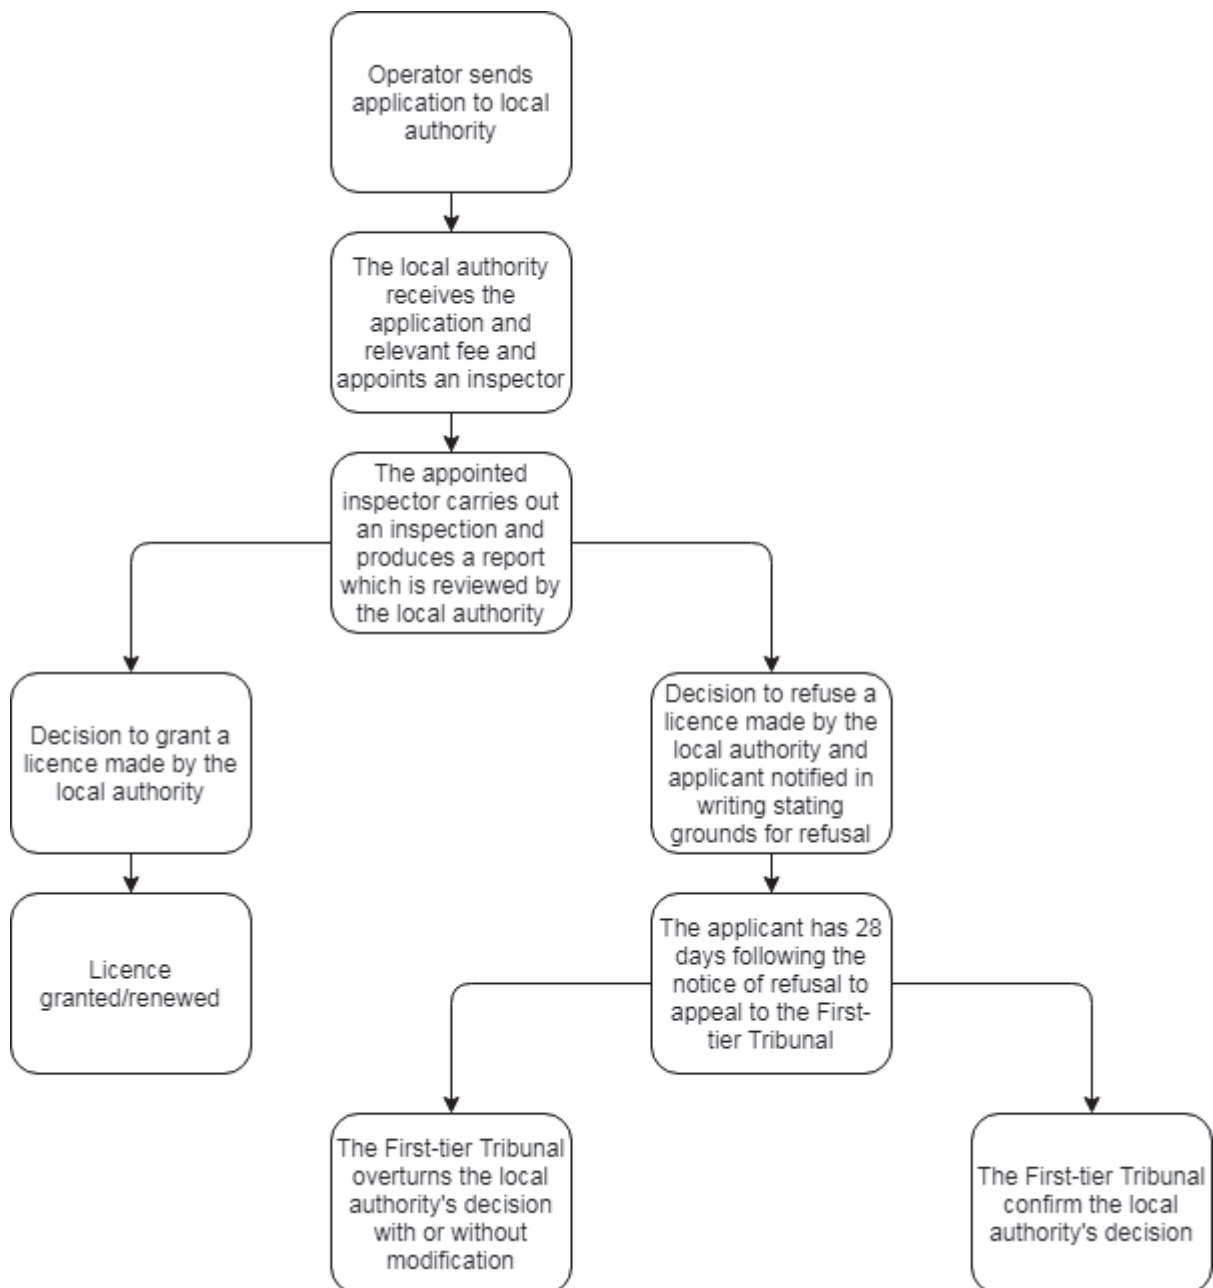 Operator sends
application to local
authority
The local authority
receives the
application and
relevant fee and
appoints an inspector
The appointed
inspector carries out
an inspection and
produces a report
which is reviewed by
the local authority
Decision to grant a
licence made by the
local authority
Decision to refuse a
licence made by the
local authority and
applicant notified in
writing stating
grounds for refusal
Licence
granted/renewed
The applicant has 28
days following the
notice of refusal to
appeal to the First-
tier Tribunal
The First-tier Tribunal
overturns the local
authority's decision
with or without
modification
The First-tier Tribunal
confirm the local
authority's decision